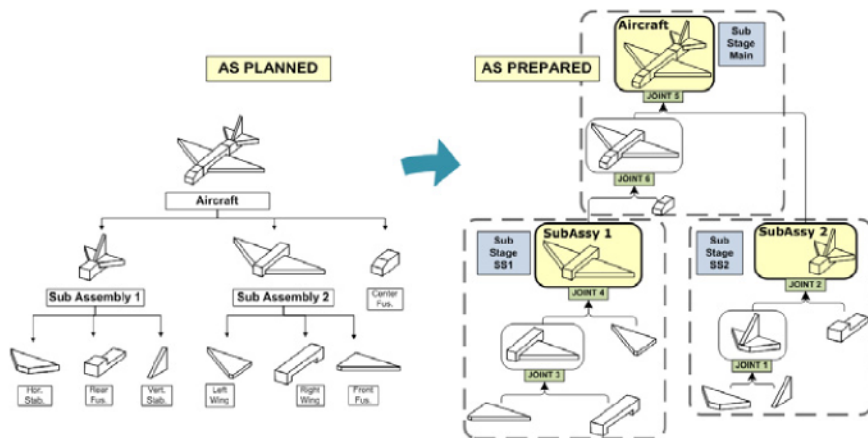 AS PLANNED
Aircraft
Sub Assembly 1
Sub Assembly 2
Center
Fus.
Hor.
Stab.
Rear
Fus.
Vert.
Stab.
Left
Wing
Right
Wing
Front
Fus.
AS PREPARED
Aircraft
Sub
Stage
Main
JOINT 5
JOINT 6
Sub
Stage
SS1
SubAssy 1
JOINT 4
JOINT 3
Sub
Stage
SS2
SubAssy 2
JOINT 2
JOINT 1